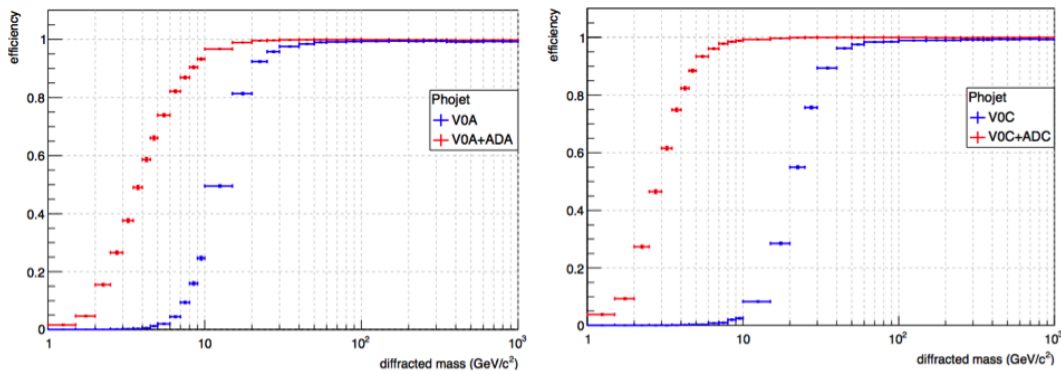 efficiency
1
0.8
0.6
0.4
0.2
0
Phojet
V0A
V0A+ADA
1
10
10²
10³
diffracted mass (GeV/c²)
efficiency
1
0.8
0.6
0.4
0.2
0
Phojet
V0C
V0C+ADC
1
10
10²
10³
diffracted mass (GeV/c²)